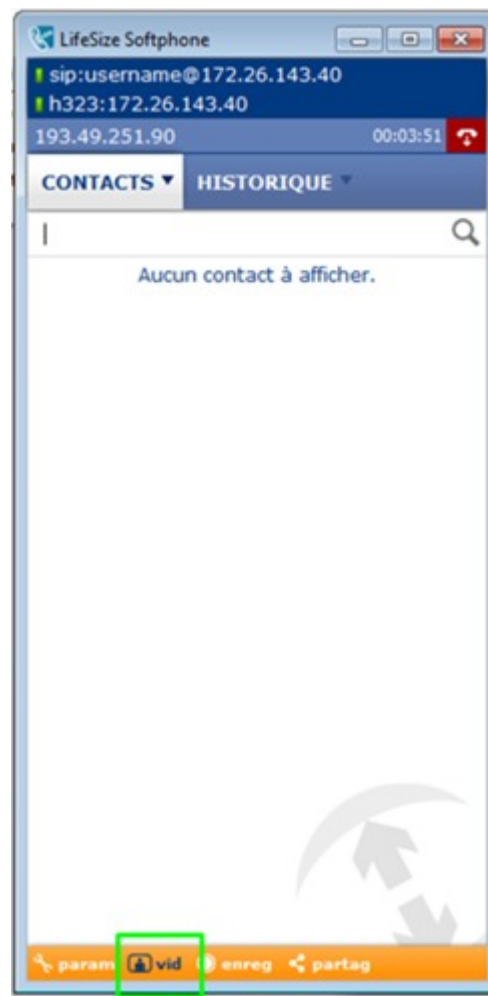 LifeSize Softphone
sip:username@172.26.143.40
h323:172.26.143.40
193.49.251.90 00:03:51
CONTACTS HISTORIQUE
Aucun contact à afficher.
param vid enreg partag